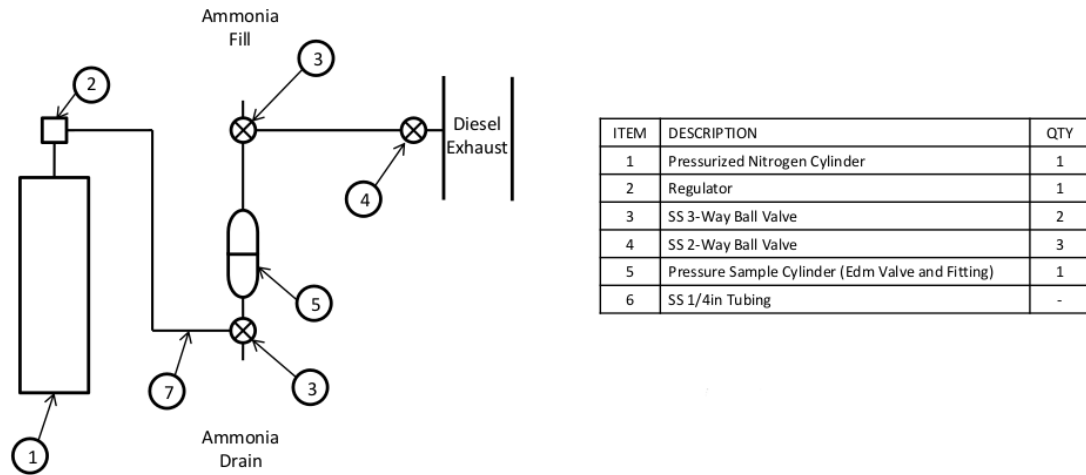 Ammonia
Fill
3
2
Diesel
Exhaust
4
5
7
3
1
Ammonia
Drain
ITEM DESCRIPTION QTY
1 Pressurized Nitrogen Cylinder 1
2 Regulator 1
3 SS 3-Way Ball Valve 2
4 SS 2-Way Ball Valve 3
5 Pressure Sample Cylinder (Edm Valve and Fitting) 1
6 SS 1/4in Tubing -